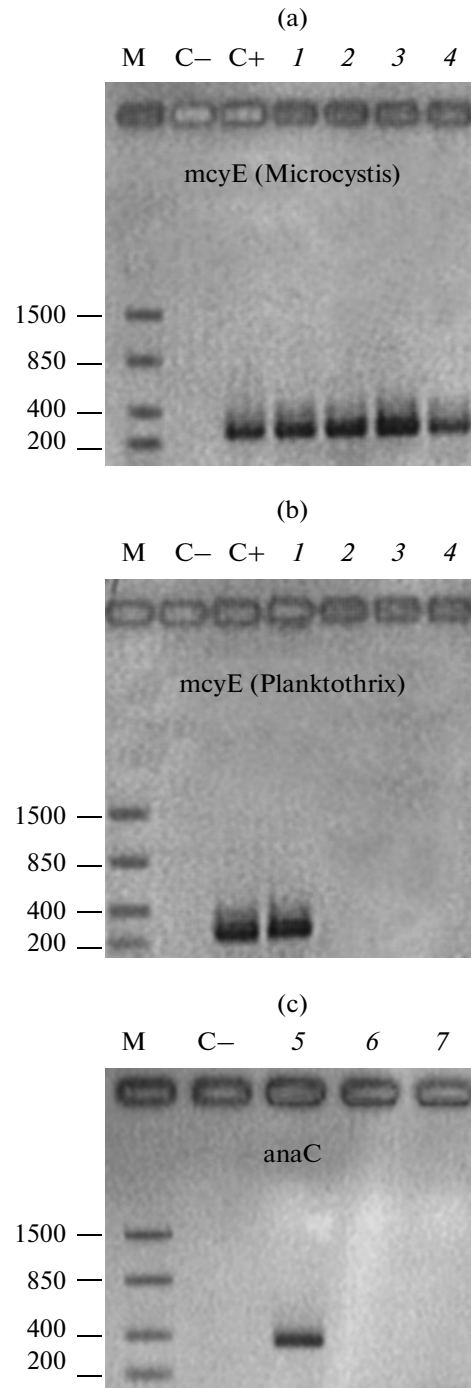 (a)
M C− C+ 1 2 3 4
mcyE (Microcystis)
1500
850
400
200
(b)
M C− C+ 1 2 3 4
mcyE (Planktothrix)
1500
850
400
200
(c)
M C− 5 6 7
anaC
1500
850
400
200